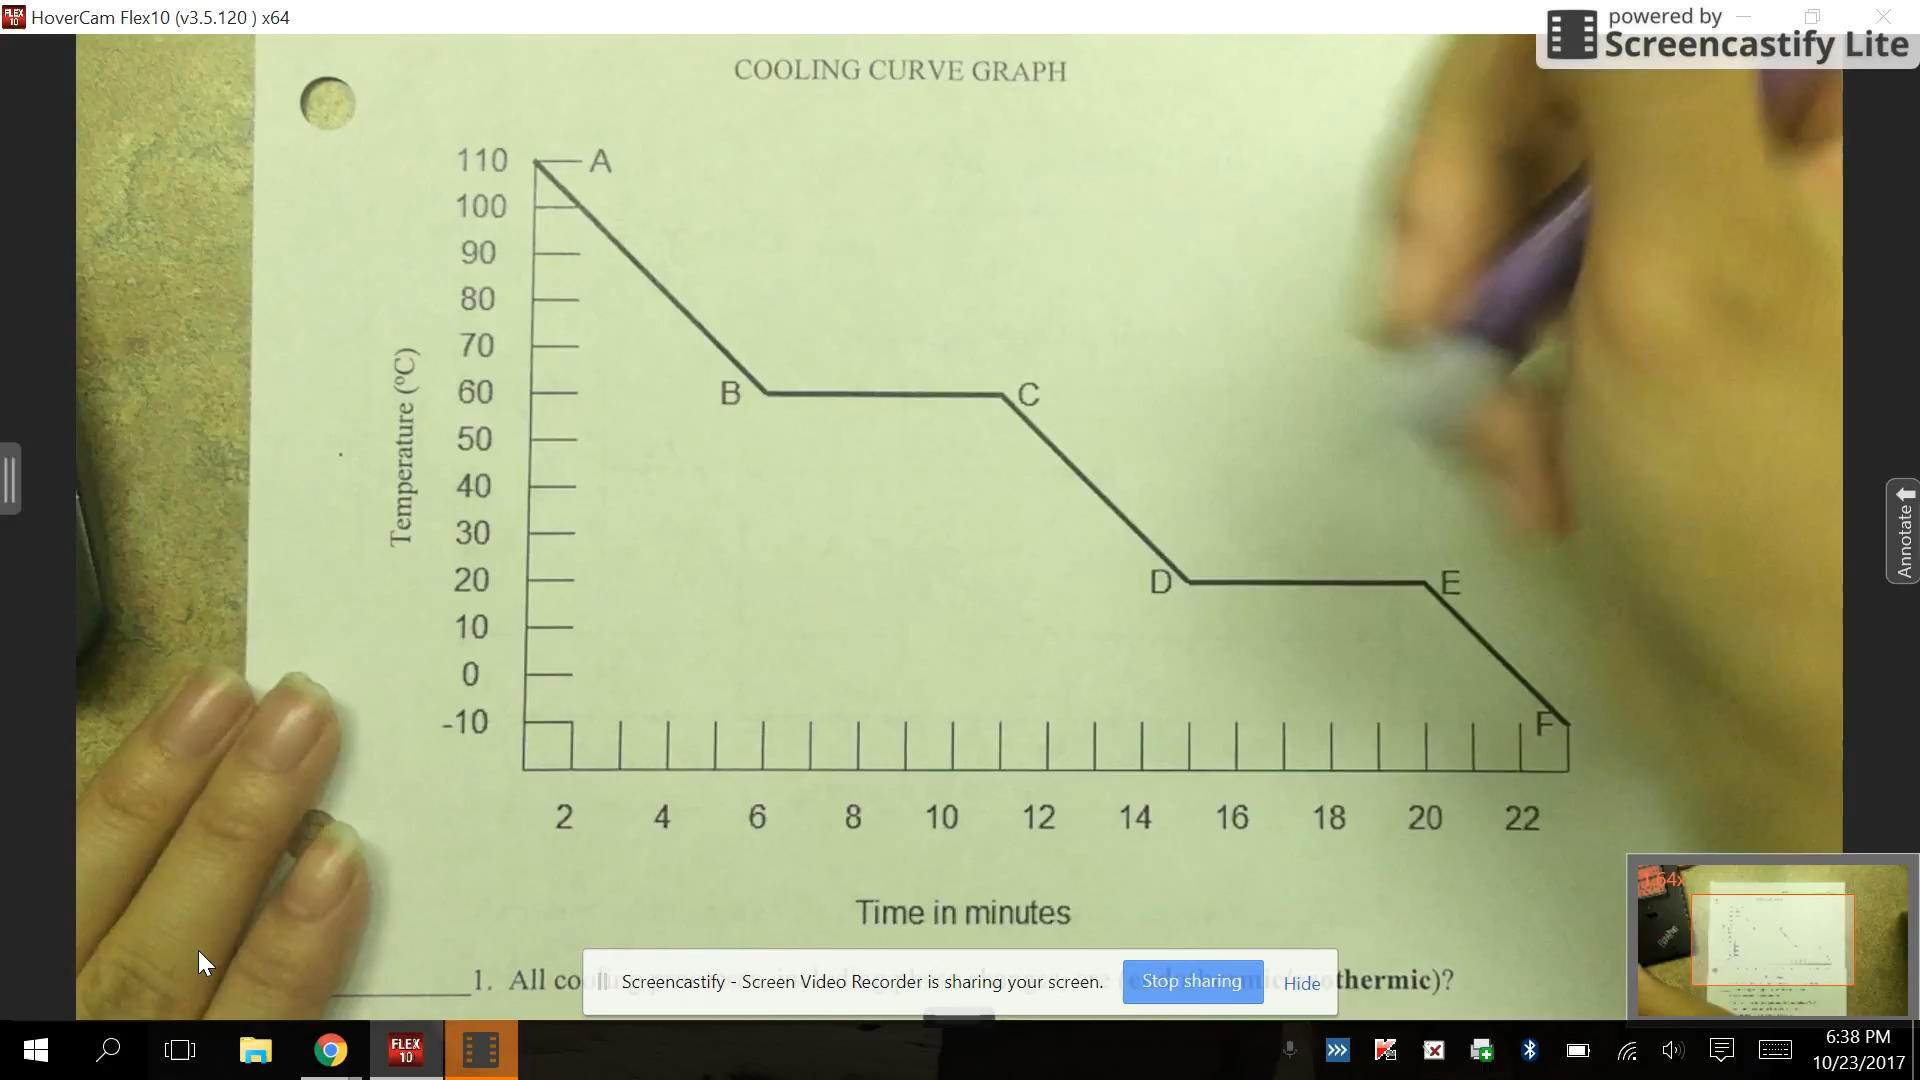 HoverCam Flex10 (v3.5.120 ) x64
powered by
Screencastify Lite
COOLING CURVE GRAPH
110
A
100
90
80
70
B
60
C
50
40
30
20
D
E
10
0
-10
F
Temperature (ºC)
2 4 6 8 10 12 14 16 18 20 22
Time in minutes
Annotate
1. All othermic)?
Screencastify - Screen Video Recorder is sharing your screen.
Stop sharing
Hide
FLEX
10
6:38 PM
10/23/2017